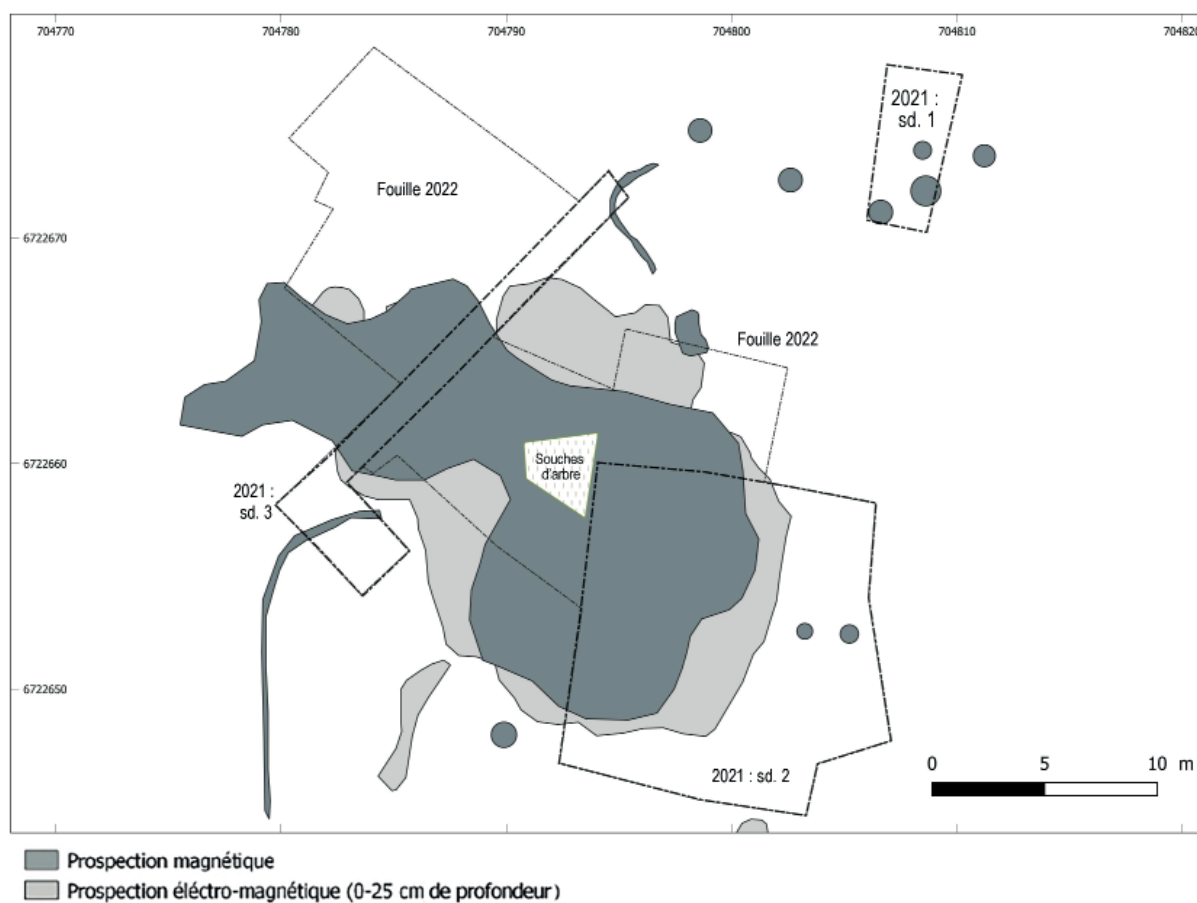 704770
704780
704790
704800
704810
704820
2021 :
sd. 1
Fouille 2022
6722670
Fouille 2022
6722660
Souches
d'arbre
2021 :
sd. 3
6722650
2021 : sd. 2
0
5
10 m
Prospection magnétique
Prospection éléctro-magnétique (0-25 cm de profondeur)